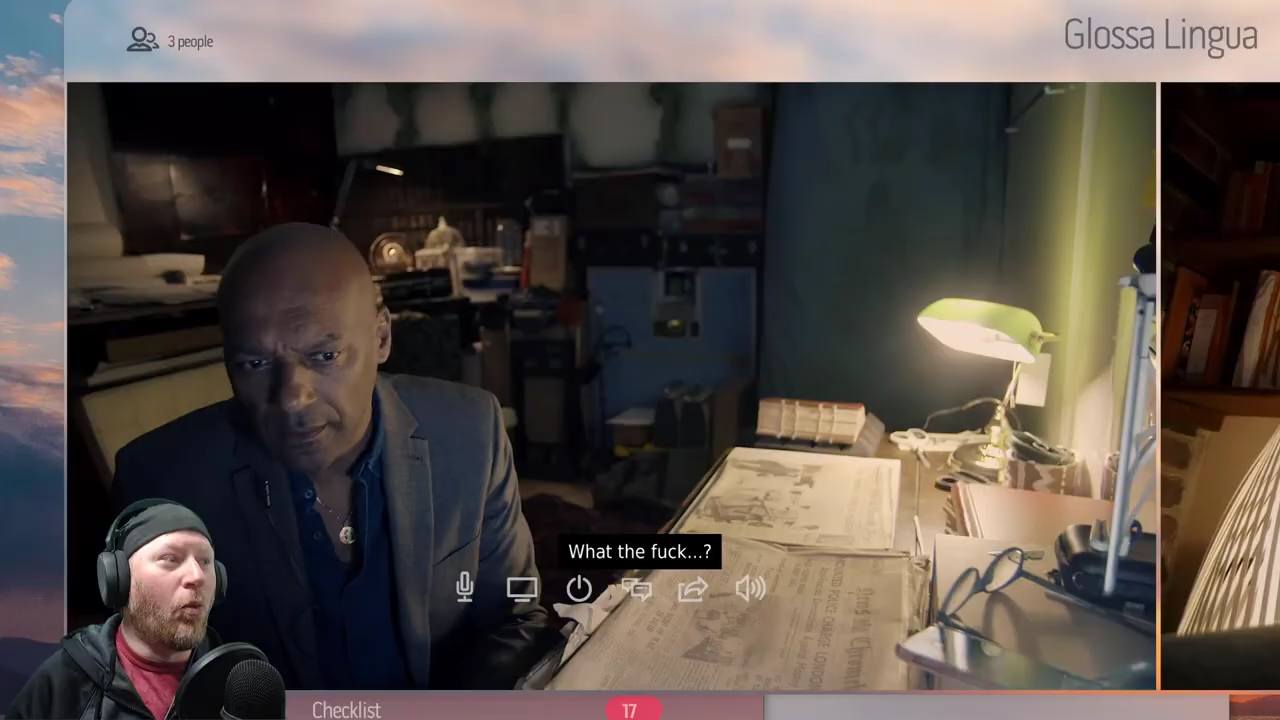 3 people
Glossa Lingua
What the fuck...?
Checklist
17